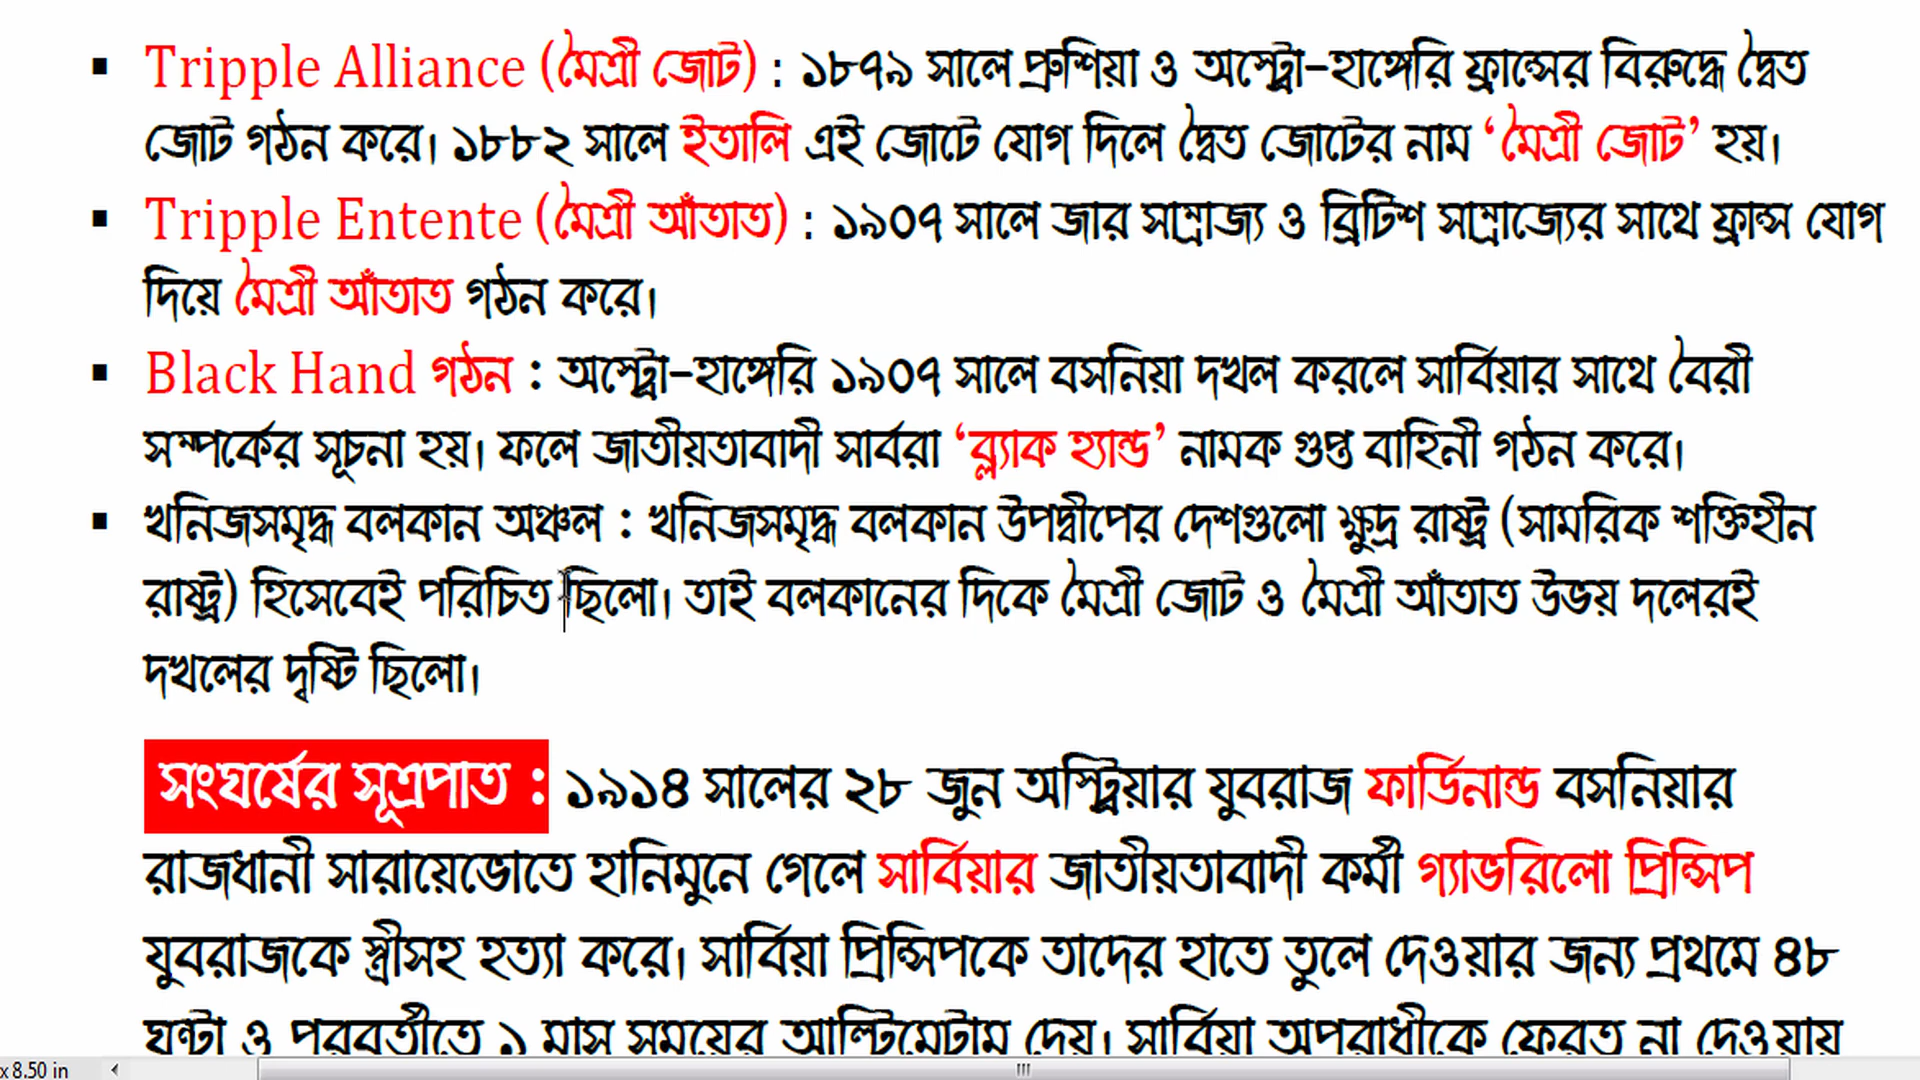 ▪ Tripple Alliance (মৈত্রী জোট) : ১৮৭৯ সালে প্রুশিয়া ও অস্ট্রো-হাঙ্গেরি ফ্রান্সের বিরুদ্ধে দ্বৈত
জোট গঠন করে। ১৮৮২ সালে ইতালি এই জোটে যোগ দিলে দ্বৈত জোটের নাম ‘মৈত্রী জোট’ হয়।
▪ Tripple Entente (মৈত্রী আঁতাত) : ১৯০৭ সালে জার সাম্রাজ্য ও ব্রিটিশ সাম্রাজ্যের সাথে ফ্রান্স যোগ
দিয়ে মৈত্রী আঁতাত গঠন করে।
▪ Black Hand গঠন : অস্ট্রো-হাঙ্গেরি ১৯০৭ সালে বসনিয়া দখল করলে সার্বিয়ার সাথে বৈরী
সম্পর্কের সূচনা হয়। ফলে জাতীয়তাবাদী সার্বরা ‘ব্ল্যাক হ্যান্ড’ নামক গুপ্ত বাহিনী গঠন করে।
▪ খনিজসমৃদ্ধ বলকান অঞ্চল : খনিজসমৃদ্ধ বলকান উপদ্বীপের দেশগুলো ক্ষুদ্র রাষ্ট্র (সামরিক শক্তিহীন
রাষ্ট্র) হিসেবেই পরিচিত ছিলো। তাই বলকানের দিকে মৈত্রী জোট ও মৈত্রী আঁতাত উভয় দলেরই
দখলের দৃষ্টি ছিলো।
সংঘর্ষের সূত্রপাত : ১৯১৪ সালের ২৮ জুন অস্ট্রিয়ার যুবরাজ ফার্ডিনান্ড বসনিয়ার
রাজধানী সারায়েভোতে হানিমুনে গেলে সার্বিয়ার জাতীয়তাবাদী কর্মী গ্যাভরিলো প্রিন্সিপ
যুবরাজকে স্ত্রীসহ হত্যা করে। সার্বিয়া প্রিন্সিপকে তাদের হাতে তুলে দেওয়ার জন্য প্রথমে ৪৮
ঘণ্টা ও পরবর্তীতে ১ মাস সময়ের আল্টিমেটাম দেয়। সার্বিয়া অপরাধীকে ফেরত না দেওয়ায়
x 8.50 in